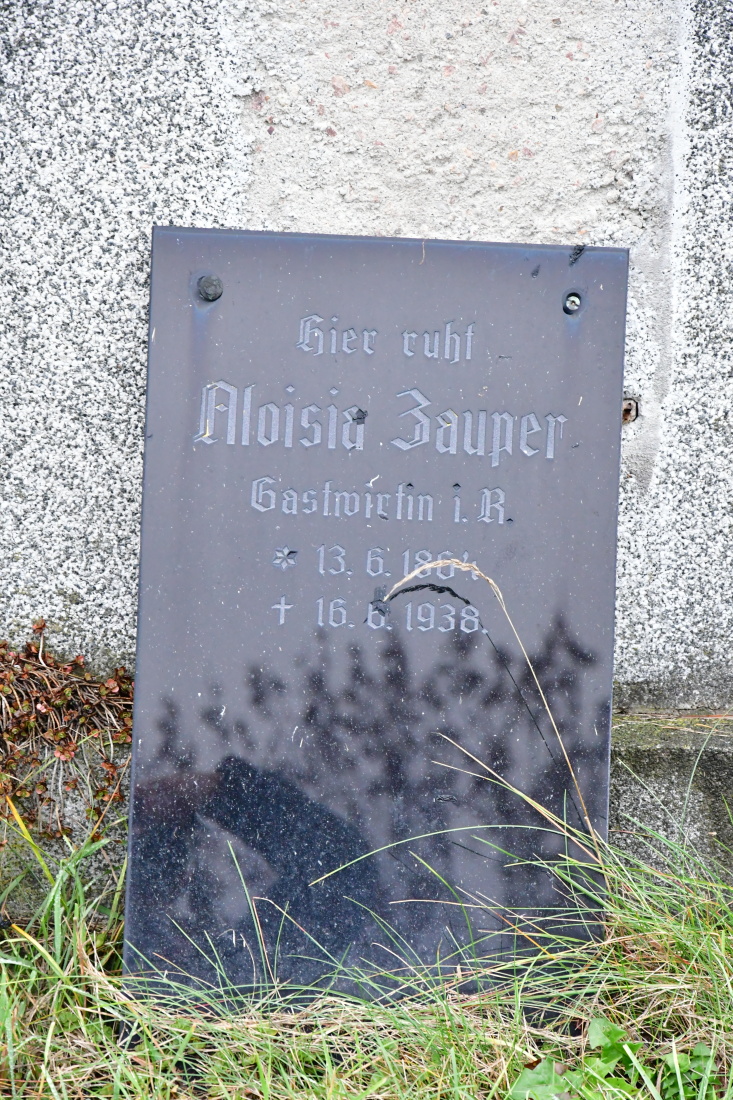 Hier ruht
Aloisia Zauper
Gastwirtin i. R.
* 13. 6. 1864.
† 16. 6. 1938.